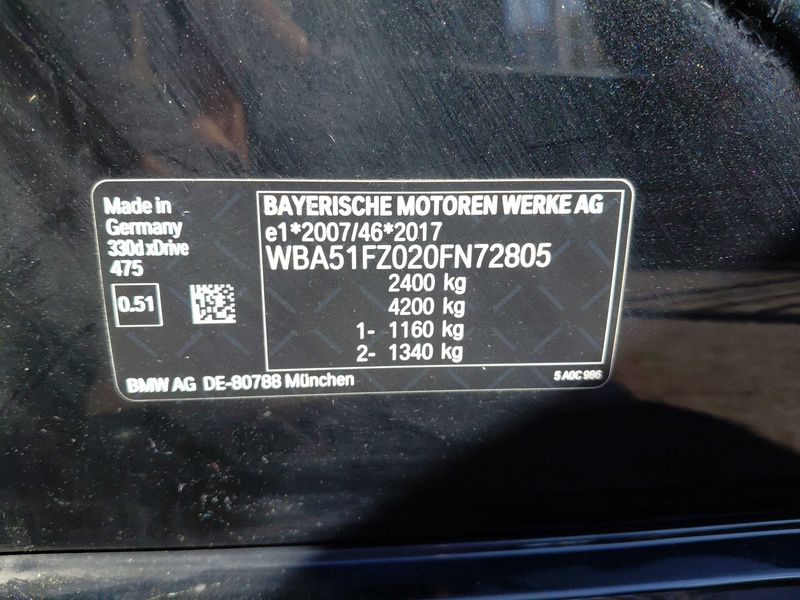 Made in
Germany
330d xDrive
475
0.51
BAYERISCHE MOTOREN WERKE AG
e1*2007/46*2017
WBA51FZ020FN72805
2400 kg
4200 kg
1- 1160 kg
2- 1340 kg
BMW AG DE-80788 München
5 A0C 986